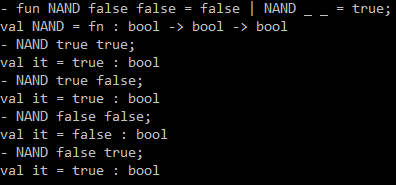 - fun NAND false false = false | NAND _ _ = true;
val NAND = fn : bool -> bool -> bool
- NAND true true;
val it = true : bool
- NAND true false;
val it = true : bool
- NAND false false;
val it = false : bool
- NAND false true;
val it = true : bool